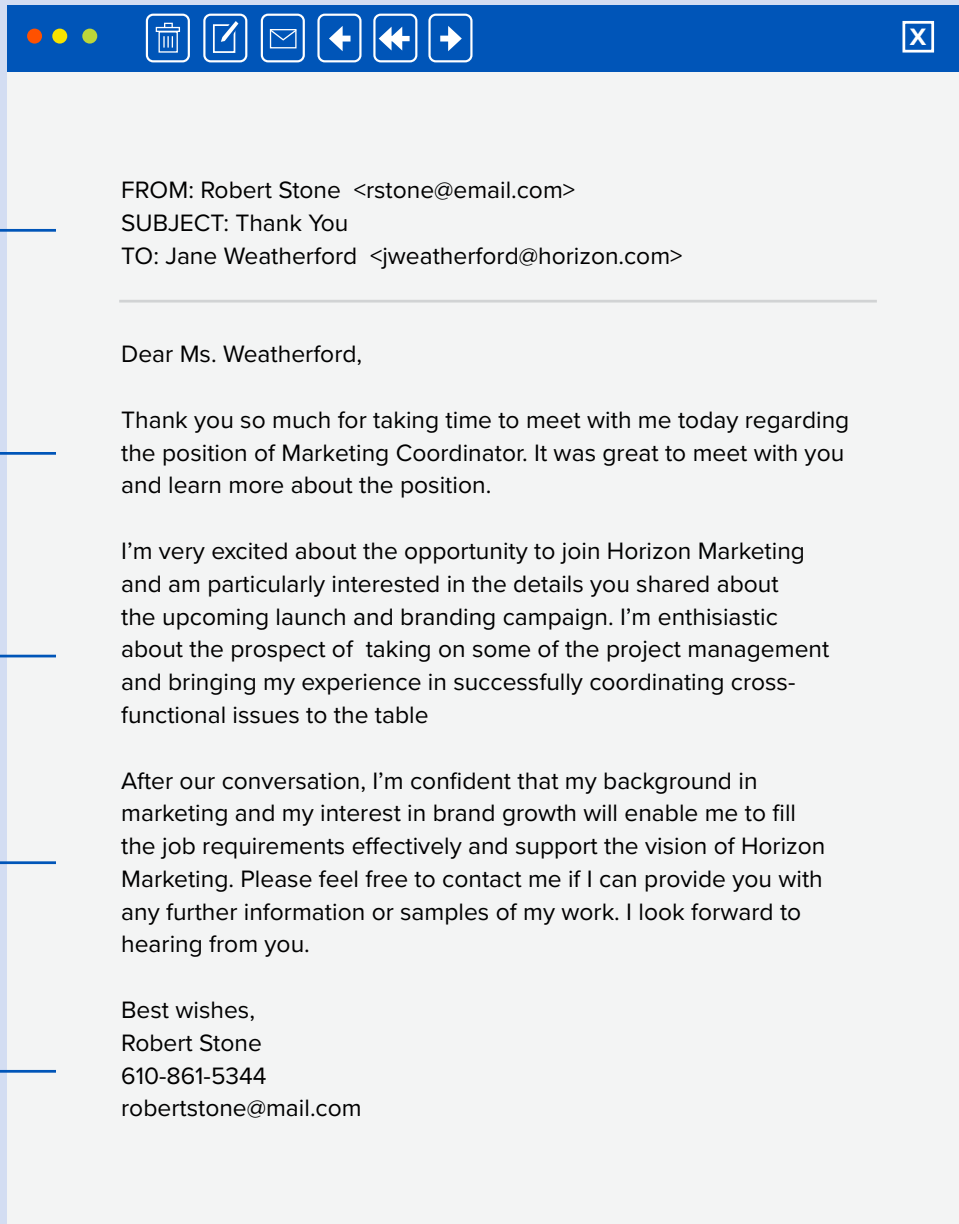 X
FROM: Robert Stone  <rstone@email.com>
SUBJECT: Thank You
TO: Jane Weatherford  <jweatherford@horizon.com>
Dear Ms. Weatherford,
Thank you so much for taking time to meet with me today regarding
the position of Marketing Coordinator. It was great to meet with you
and learn more about the position.
I’m very excited about the opportunity to join Horizon Marketing
and am particularly interested in the details you shared about
the upcoming launch and branding campaign. I’m enthisiastic
about the prospect of  taking on some of the project management
and bringing my experience in successfully coordinating cross-
functional issues to the table
After our conversation, I’m confident that my background in
marketing and my interest in brand growth will enable me to fill
the job requirements effectively and support the vision of Horizon
Marketing. Please feel free to contact me if I can provide you with
any further information or samples of my work. I look forward to
hearing from you.
Best wishes,
Robert Stone
610-861-5344
robertstone@mail.com